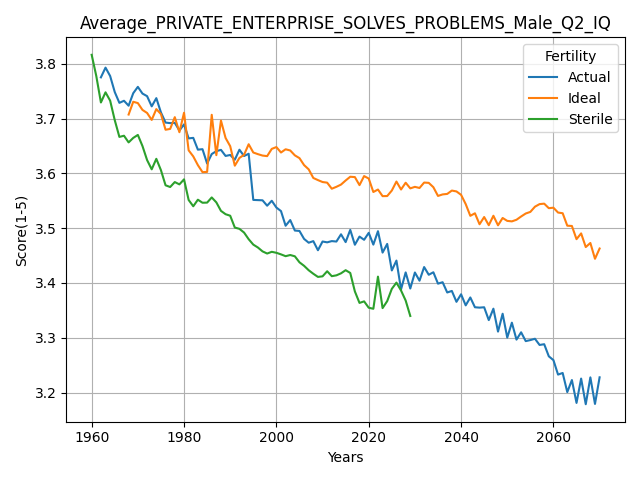 Average_PRIVATE_ENTERPRISE_SOLVES_PROBLEMS_Male_Q2_IQ
Fertility
Actual
Ideal
Sterile
Score(1-5)
3.8
3.7
3.6
3.5
3.4
3.3
3.2
1960 1980 2000 2020 2040 2060
Years